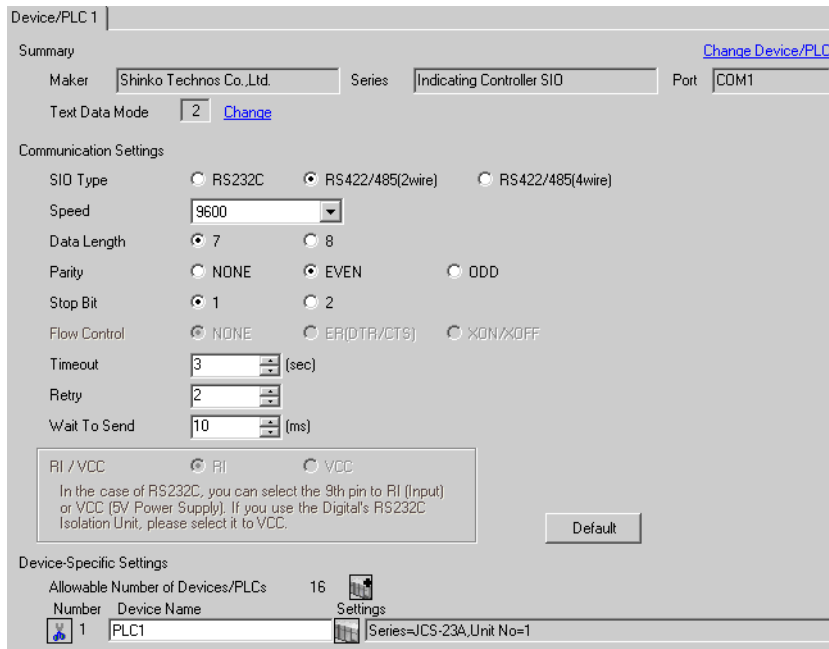 Device/PLC 1
Summary
Change Device/PLC
Maker Shinko Technos Co.,Ltd. Series Indicating Controller SIO Port COM1
Text Data Mode 2 Change
Communication Settings
SIO Type RS232C RS422/485(2wire) RS422/485(4wire)
Speed 9600
Data Length 7 8
Parity NONE EVEN ODD
Stop Bit 1 2
Flow Control NONE ER(DTR/CTS) XON/XOFF
Timeout 3 (sec)
Retry 2
Wait To Send 10 (ms)
RI / VCC RI VCC
In the case of RS232C, you can select the 9th pin to RI (Input)
or VCC (5V Power Supply). If you use the Digital's RS232C
Isolation Unit, please select it to VCC.
Default
Device-Specific Settings
Allowable Number of Devices/PLCs 16
Number Device Name Settings
1 PLC1 Series=JCS-23A,Unit No=1